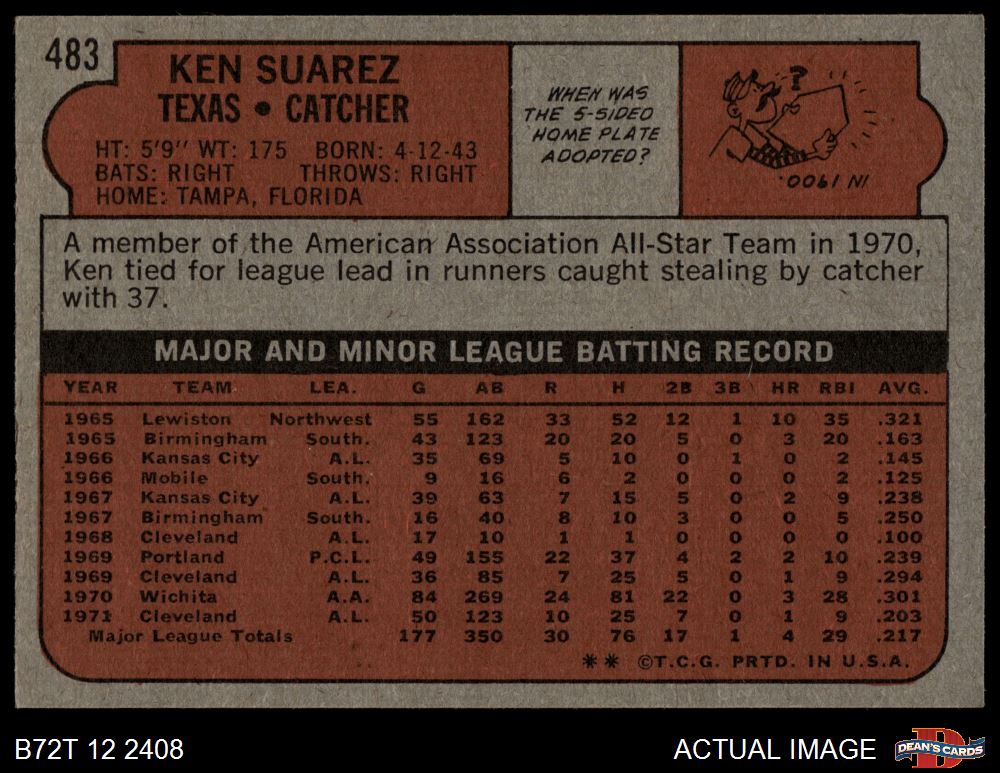 483
KEN SUAREZ
TEXAS • CATCHER
HT: 5'9" WT: 175 BORN: 4-12-43
BATS: RIGHT THROWS: RIGHT
HOME: TAMPA, FLORIDA
WHEN WAS
THE 5-SIDED
HOME PLATE
ADOPTED?
?
IN 1900.
A member of the American Association All-Star Team in 1970,
Ken tied for league lead in runners caught stealing by catcher
with 37.
MAJOR AND MINOR LEAGUE BATTING RECORD
YEAR TEAM LEA. G AB R H 2B 3B HR RBI AVG.
1965 Lewiston Northwest 55 162 33 52 12 1 10 35 .321
1965 Birmingham South. 43 123 20 20 5 0 3 20 .163
1966 Kansas City A.L. 35 69 5 10 0 1 0 2 .145
1966 Mobile South. 9 16 6 2 0 0 0 2 .125
1967 Kansas City A.L. 39 63 7 15 5 0 2 9 .238
1967 Birmingham South. 16 40 8 10 3 0 0 5 .250
1968 Cleveland A.L. 17 10 1 1 0 0 0 0 .100
1969 Portland P.C.L. 49 155 22 37 4 2 2 10 .239
1969 Cleveland A.L. 36 85 7 25 5 0 1 9 .294
1970 Wichita A.A. 84 269 24 81 22 0 3 28 .301
1971 Cleveland A.L. 50 123 10 25 7 0 1 9 .203
Major League Totals 177 350 30 76 17 1 4 29 .217
** ©T.C.G. PRTD. IN U.S.A.
B72T 12 2408
ACTUAL IMAGE
D
DEAN'S CARDS